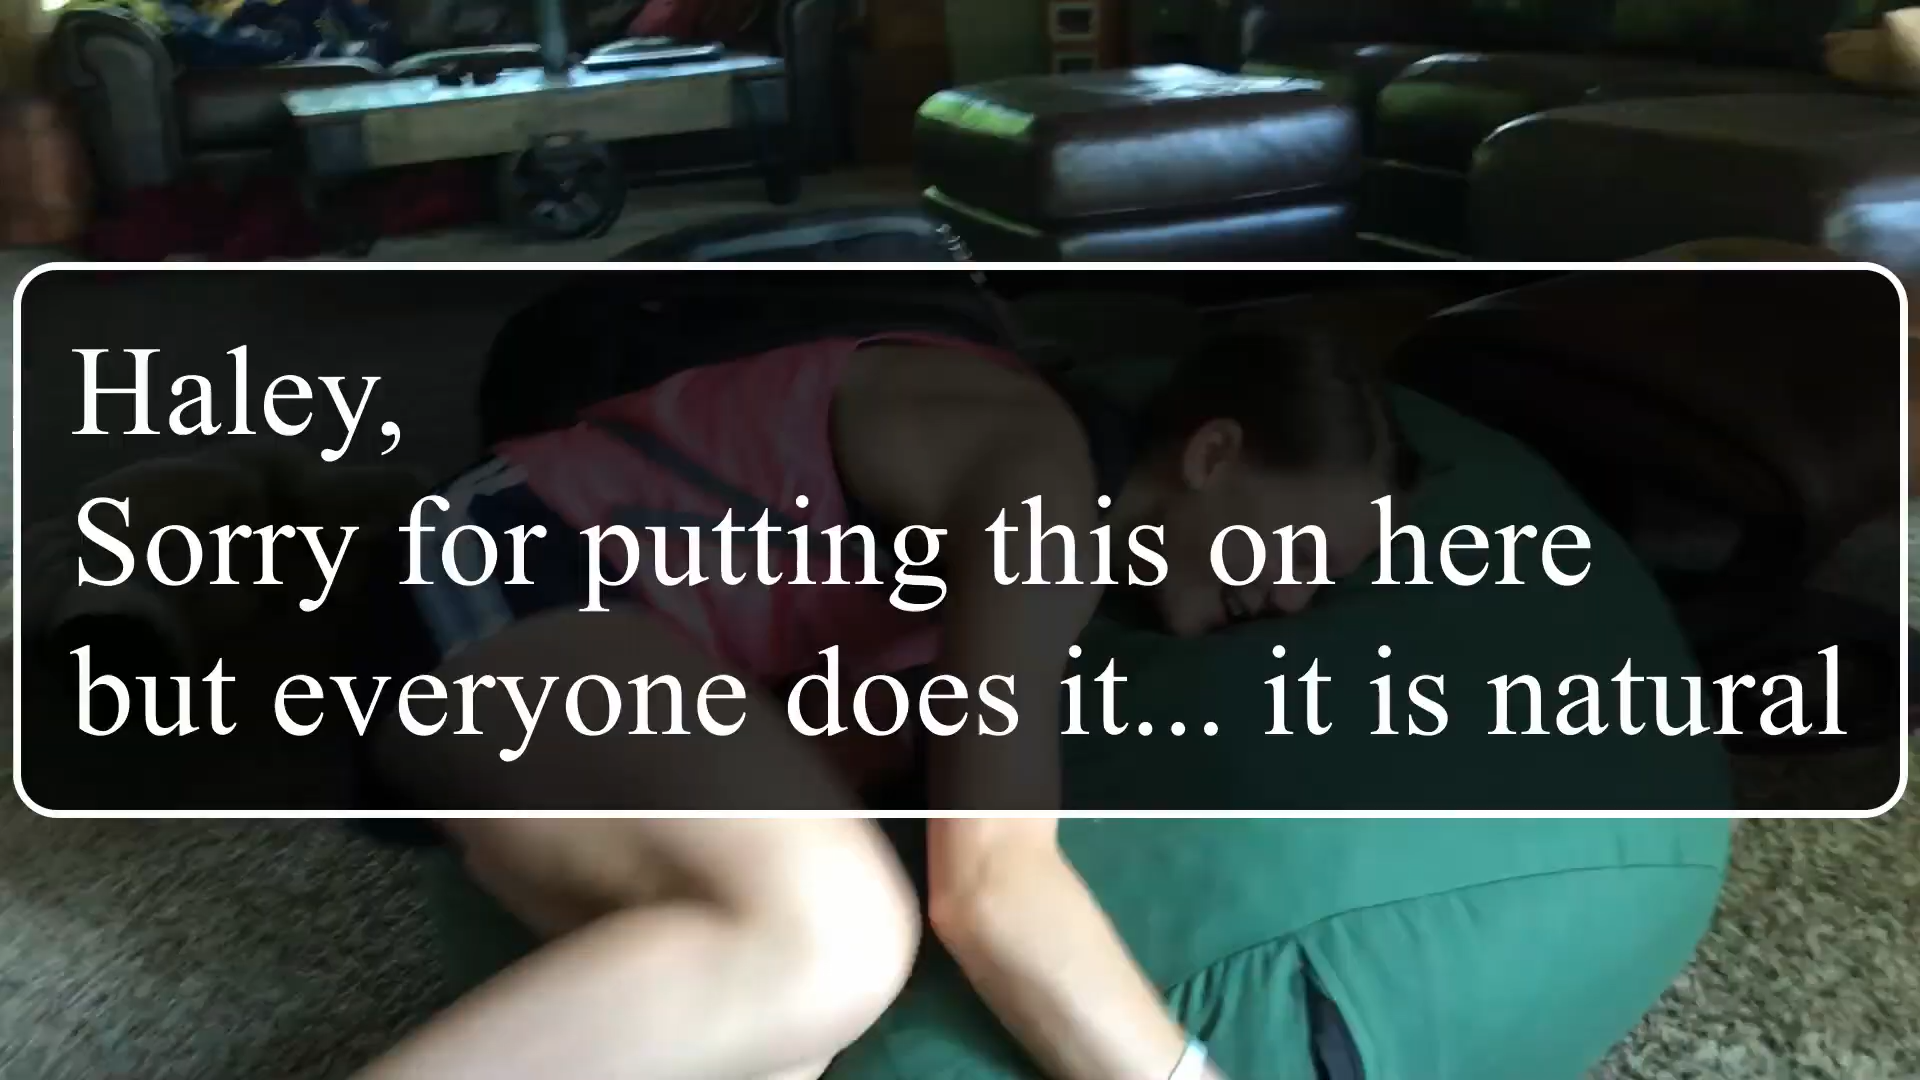 Haley,
Sorry for putting this on here
but everyone does it... it is natural